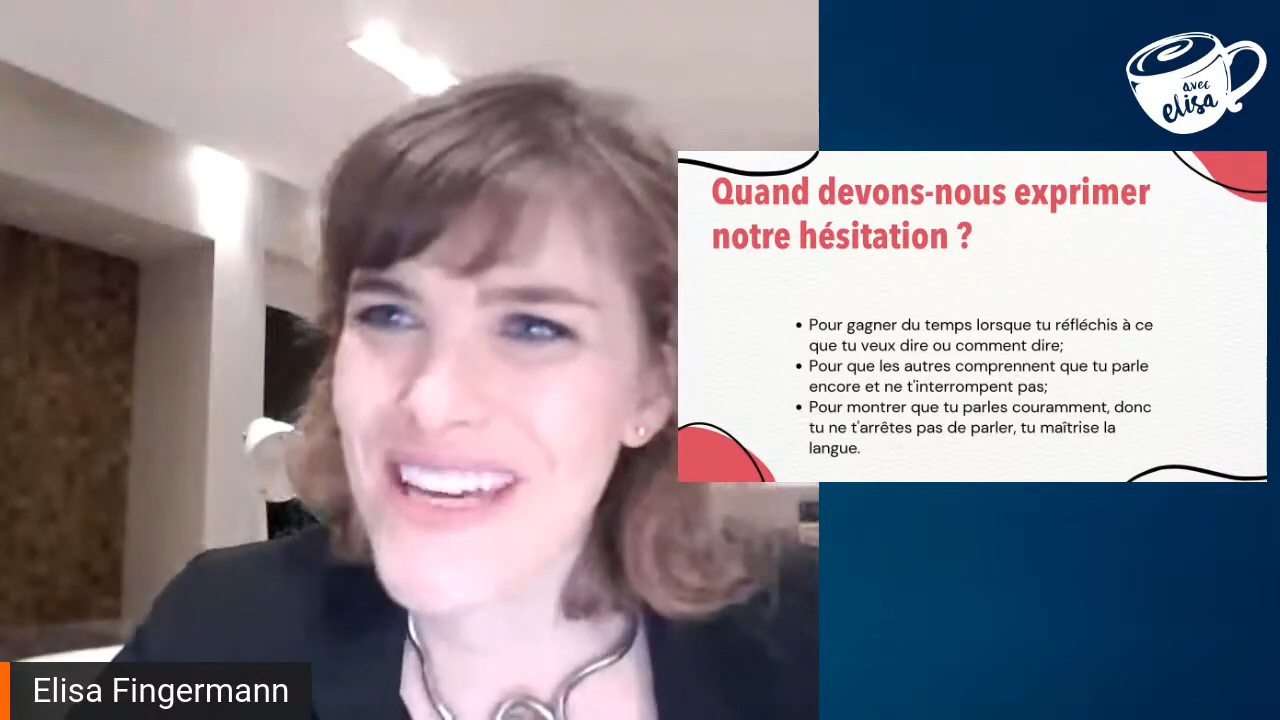 avec
elisa
Quand devons-nous exprimer
notre hésitation ?
• Pour gagner du temps lorsque tu réfléchis à ce
que tu veux dire ou comment dire;
• Pour que les autres comprennent que tu parle
encore et ne t'interrompent pas;
• Pour montrer que tu parles couramment, donc
tu ne t'arrêtes pas de parler, tu maîtrise la
langue.
Elisa Fingermann